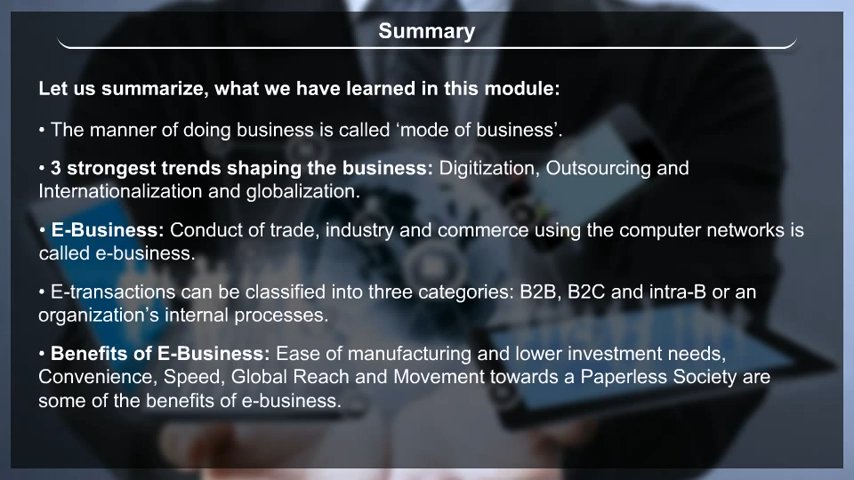 Summary
Let us summarize, what we have learned in this module:
• The manner of doing business is called ‘mode of business’.
• 3 strongest trends shaping the business: Digitization, Outsourcing and
Internationalization and globalization.
• E-Business: Conduct of trade, industry and commerce using the computer networks is
called e-business.
• E-transactions can be classified into three categories: B2B, B2C and intra-B or an
organization’s internal processes.
• Benefits of E-Business: Ease of manufacturing and lower investment needs,
Convenience, Speed, Global Reach and Movement towards a Paperless Society are
some of the benefits of e-business.